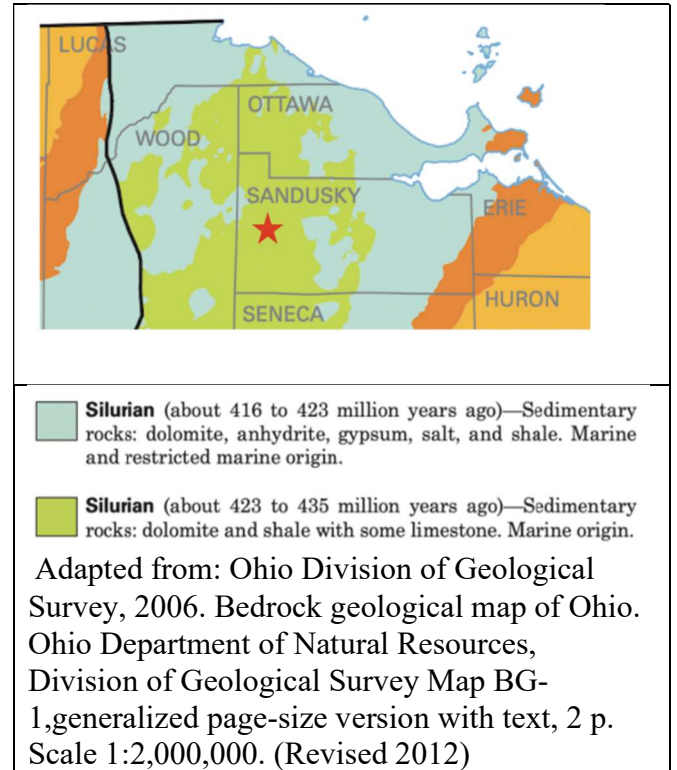 LUCAS
OTTAWA
WOOD
SANDUSKY
ERIE
HURON
SENECA
Silurian (about 416 to 423 million years ago)—Sedimentary
rocks: dolomite, anhydrite, gypsum, salt, and shale. Marine
and restricted marine origin.
Silurian (about 423 to 435 million years ago)—Sedimentary
rocks: dolomite and shale with some limestone. Marine origin.
Adapted from: Ohio Division of Geological
Survey, 2006. Bedrock geological map of Ohio.
Ohio Department of Natural Resources,
Division of Geological Survey Map BG-
1,generalized page-size version with text, 2 p.
Scale 1:2,000,000. (Revised 2012)